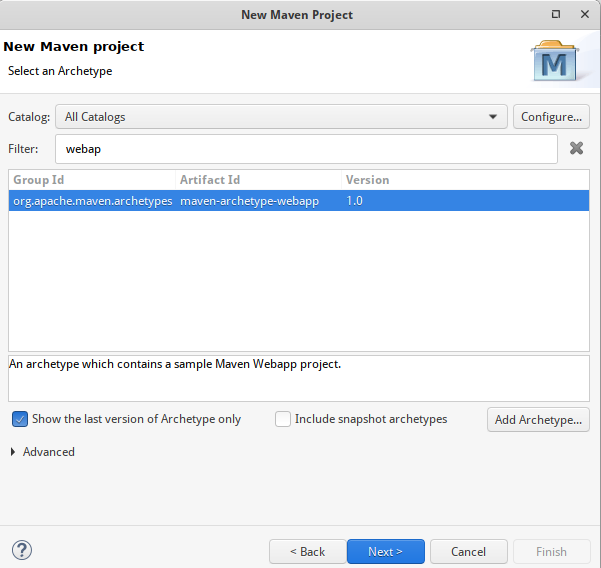 New Maven Project
New Maven project
Select an Archetype
M
Catalog: All Catalogs Configure...
Filter: webap
Group Id Artifact Id Version
org.apache.maven.archetypes maven-archetype-webapp 1.0
An archetype which contains a sample Maven Webapp project.
Show the last version of Archetype only Include snapshot archetypes Add Archetype...
Advanced
? < Back Next > Cancel Finish